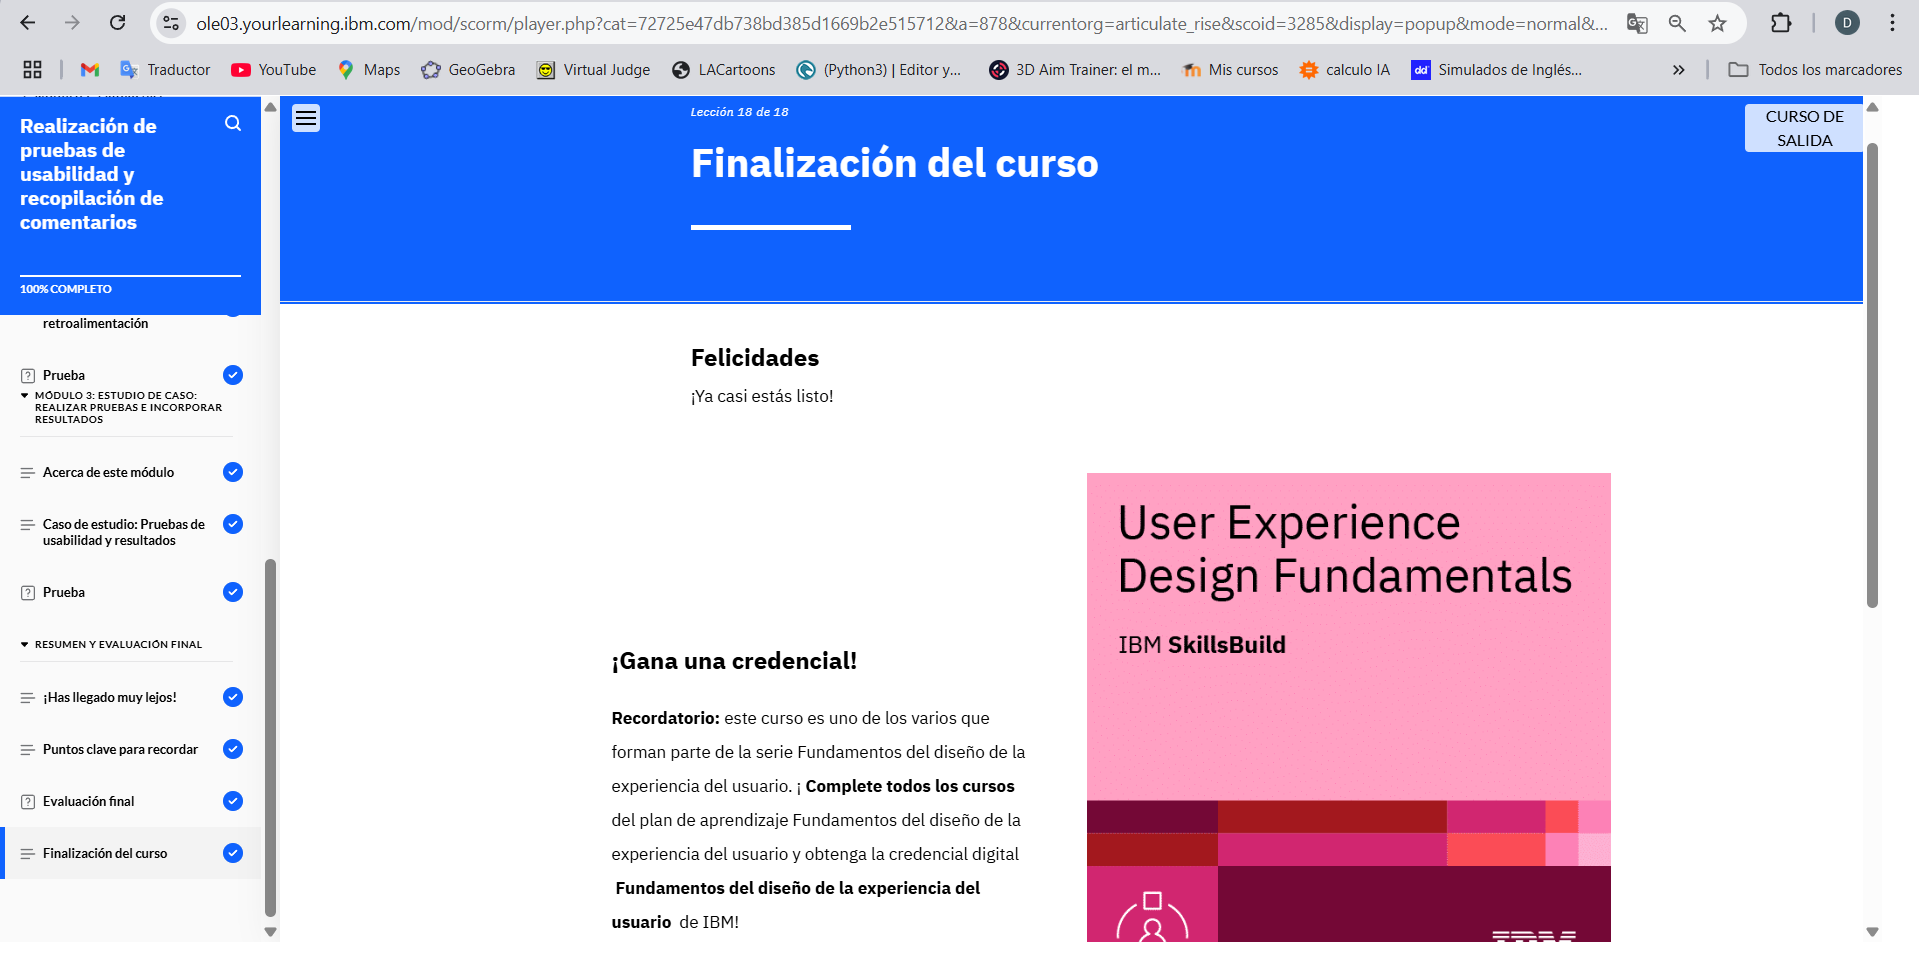 ole03.yourlearning.ibm.com/mod/scorm/player.php?cat=72725e47db738bd385d1669b2e515712&a=878&currentorg=articulate_rise&scoid=3285&display=popup&mode=normal&...
D
Traductor
YouTube
Maps
GeoGebra
Virtual Judge
LACartoons
(Python3) | Editor y...
3D Aim Trainer: el m...
Mis cursos
calculo IA
dd
Simulados de Inglés...
»
Todos los marcadores
Realización de
pruebas de
usabilidad y
recopilación de
comentarios
100% COMPLETO
retroalimentación
Prueba
MÓDULO 3: ESTUDIO DE CASO:
REALIZAR PRUEBAS E INCORPORAR
RESULTADOS
Acerca de este módulo
Caso de estudio: Pruebas de
usabilidad y resultados
Prueba
RESUMEN Y EVALUACIÓN FINAL
¡Has llegado muy lejos!
Puntos clave para recordar
Evaluación final
Finalización del curso
Lección 18 de 18
Finalización del curso
CURSO DE
SALIDA
Felicidades
¡Ya casi estás listo!
¡Gana una credencial!
Recordatorio: este curso es uno de los varios que
forman parte de la serie Fundamentos del diseño de la
experiencia del usuario. ¡ Complete todos los cursos
del plan de aprendizaje Fundamentos del diseño de la
experiencia del usuario y obtenga la credencial digital
Fundamentos del diseño de la experiencia del
usuario de IBM!
User Experience
Design Fundamentals
IBM SkillsBuild